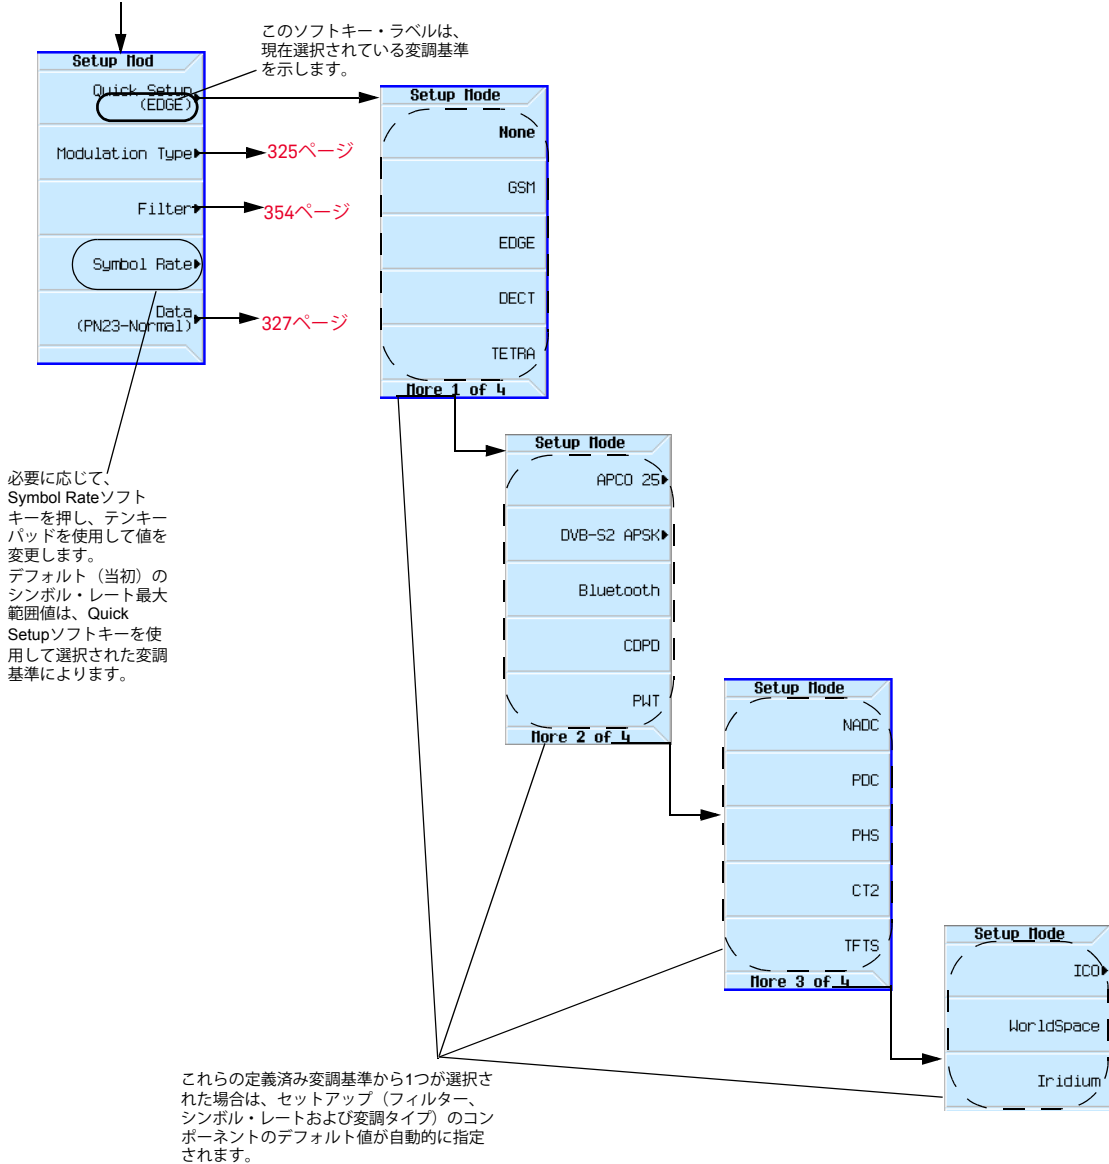 このソフトキー・ラベルは、
現在選択されている変調基準
を示します。
Setup Mod
Quick Setup
(EDGE)
Modulation Type
325ページ
Filter
354ページ
Symbol Rate
Data
(PN23-Normal)
327ページ
Setup Mode
None
GSM
EDGE
DECT
TETRA
More 1 of 4
必要に応じて、
Symbol Rateソフト
キーを押し、テンキー
パッドを使用して値を
変更します。
デフォルト（当初）の
シンボル・レート最大
範囲値は、Quick
Setupソフトキーを使
用して選択された変調
基準によります。
Setup Mode
APCO 25
DVB-S2 APSK
Bluetooth
CDPD
PWT
More 2 of 4
Setup Mode
NADC
PDC
PHS
CT2
TFTS
More 3 of 4
Setup Mode
ICO
WorldSpace
Iridium
これらの定義済み変調基準から1つが選択さ
れた場合は、セットアップ（フィルター、
シンボル・レートおよび変調タイプ）のコン
ポーネントのデフォルト値が自動的に指定
されます。